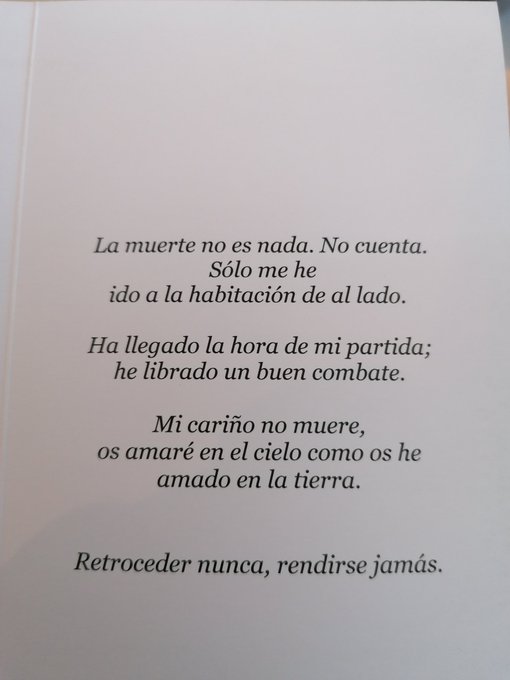 La muerte no es nada. No cuenta.
Sólo me he
ido a la habitación de al lado.
Ha llegado la hora de mi partida;
he librado un buen combate.
Mi cariño no muere,
os amaré en el cielo como os he
amado en la tierra.
Retroceder nunca, rendirse jamás.